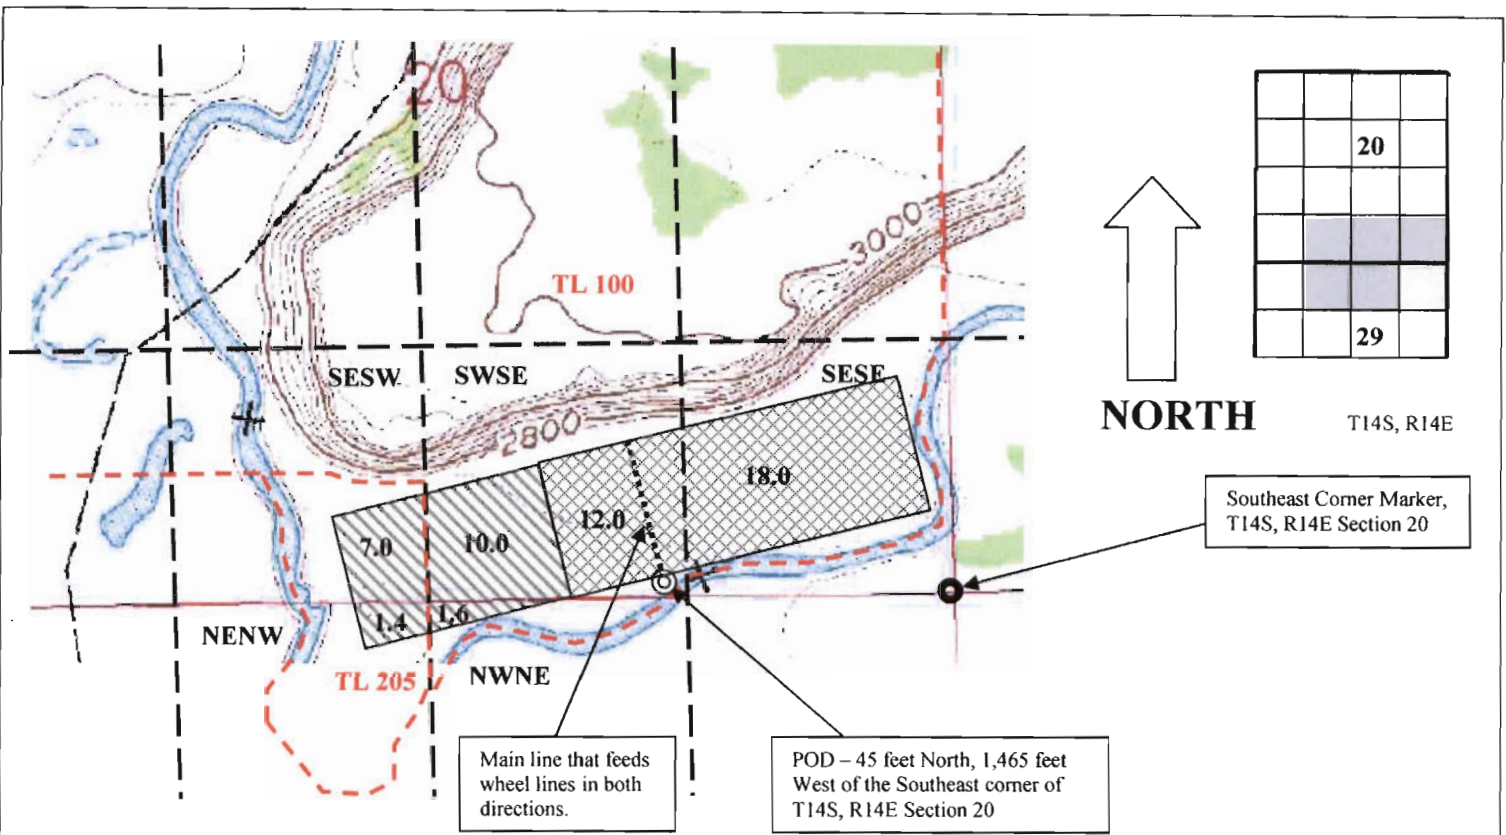 20
20
3000
TL 100
29
SESW
SWSE
SESE
NORTH
T14S, R14E
2800
18.0
Southeast Corner Marker,
T14S, R14E Section 20
12.0
7.0
10.0
1.4
1.6
NENW
NWNE
TL 205
Main line that feeds
wheel lines in both
directions.
POD – 45 feet North, 1,465 feet
West of the Southeast corner of
T14S, R14E Section 20